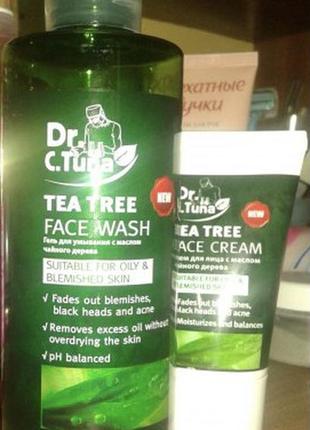 Dr.
C.Tuna
NEW
TEA TREE
FACE WASH
Гель для умывания с маслом
чайного дерева
SUITABLE FOR OILY &
BLEMISHED SKIN
✓ Fades out blemishes,
black heads and acne
✓ Removes excess oil without
overdrying the skin
✓ pH balanced
Dr.
C.Tuna
NEW
TEA TREE
FACE CREAM
для лица с маслом
чайного дерева
SUITABLE FOR OILY &
BLEMISHED SKIN
Fades out blemishes,
black heads and acne
Moisturizes and balances
хатные
учки